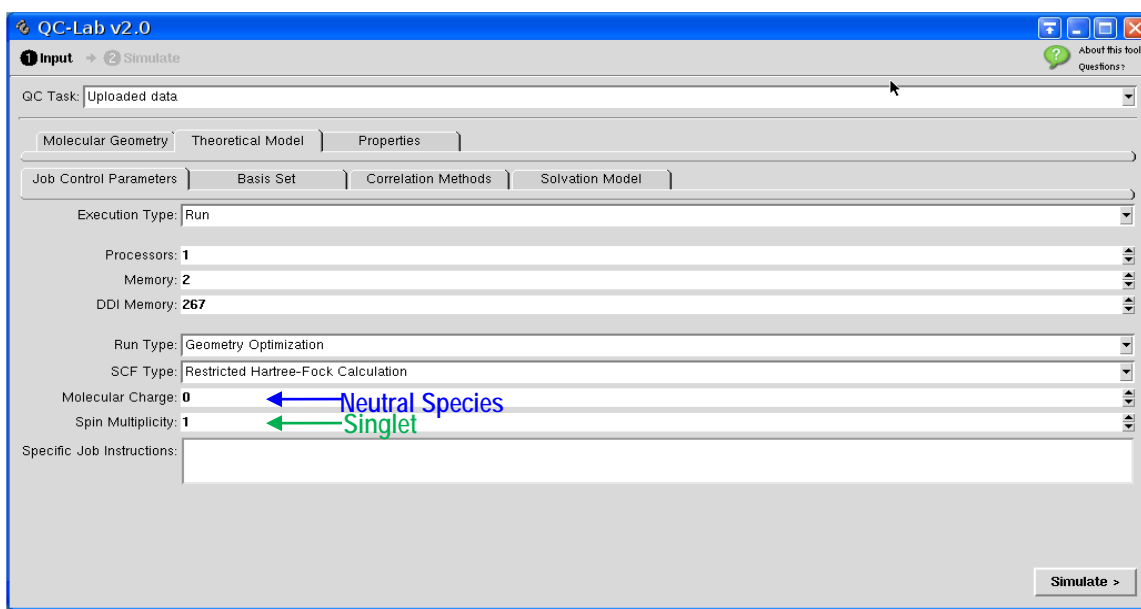 QC-Lab v2.0
1 Input → 2 Simulate
About this tool
Questions?
QC Task: Uploaded data
Molecular Geometry Theoretical Model Properties
Job Control Parameters Basis Set Correlation Methods Solvation Model
Execution Type: Run
Processors: 1
Memory: 2
DDI Memory: 267
Run Type: Geometry Optimization
SCF Type: Restricted Hartree-Fock Calculation
Molecular Charge: 0 Neutral Species
Spin Multiplicity: 1 Singlet
Specific Job Instructions:
Simulate >